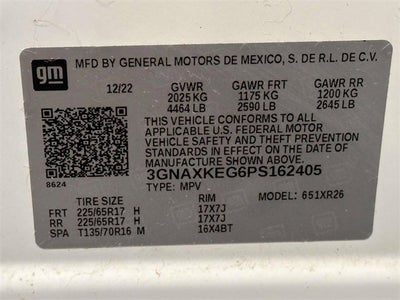 gm MFD BY GENERAL MOTORS DE MEXICO, S. DE R.L. DE C.V.
12/22 GVWR GAWR FRT GAWR RR
2025 KG 1175 KG 1200 KG
4464 LB 2590 LB 2645 LB
THIS VEHICLE CONFORMS TO ALL APPLICABLE
U.S. FEDERAL MOTOR VEHICLE
SAFETY AND THEFT PREVENTION
STANDARDS IN EFFECT ON THE DATE OF
MANUFACTURE SHOWN ABOVE.
3GNAXKEG6PS162405
8624 TYPE: MPV MODEL: 651XR26
TIRE SIZE RIM
FRT 225/65R17 H 17X7J
RR 225/65R17 H 17X7J
SPA T135/70R16 M 16X4BT